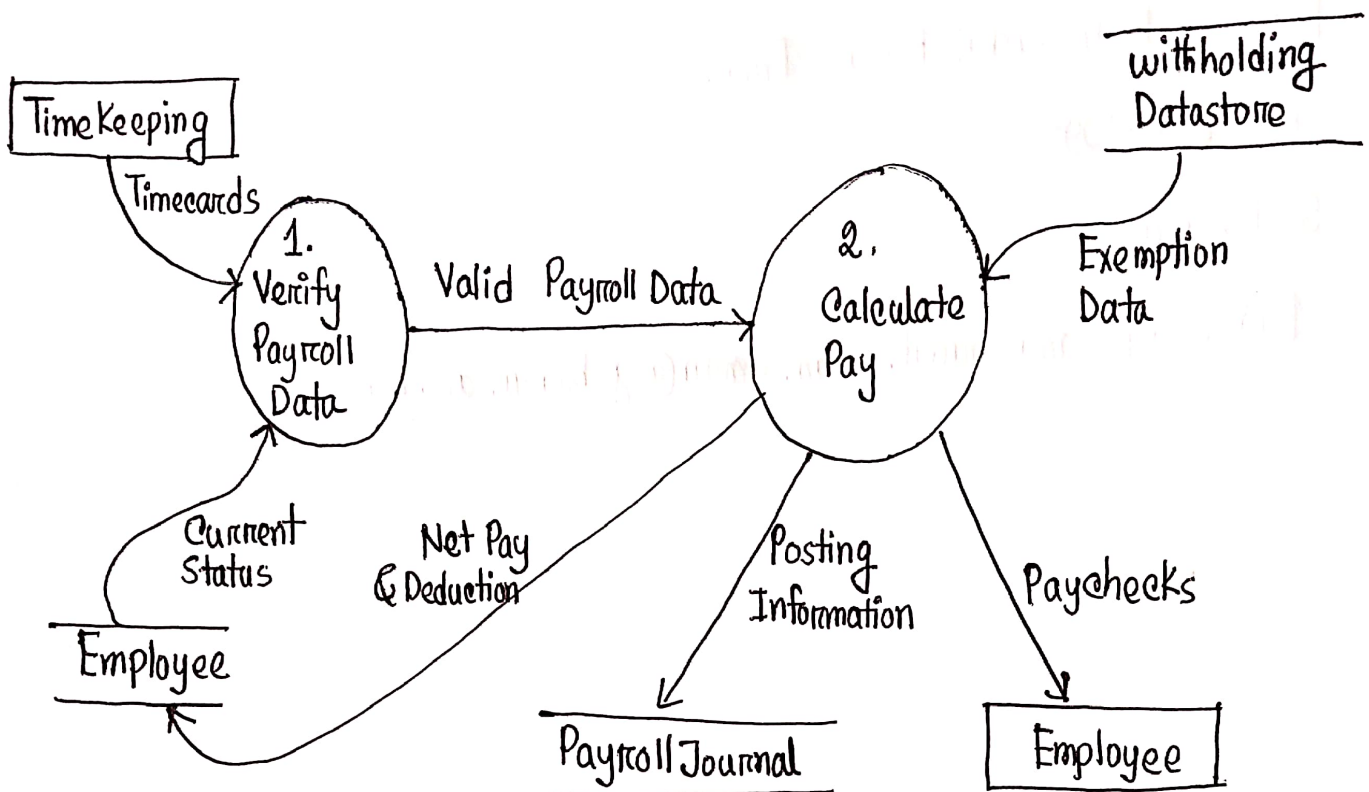 TimeKeeping
Timecards
withholding
Datastore
1.
Verify
Payroll
Data
Valid Payroll Data
2.
Calculate
Pay
Exemption
Data
Current
Status
Net Pay
& Deduction
Posting
Information
Paychecks
Employee
Payroll Journal
Employee